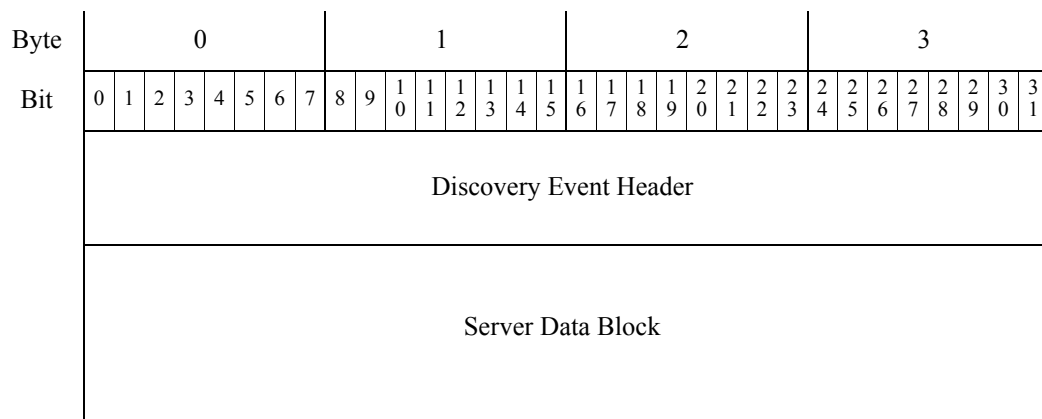 Byte 0 1 2 3
Bit 0 1 2 3 4 5 6 7 8 9 10 11 12 13 14 15 16 17 18 19 20 21 22 23 24 25 26 27 28 29 30 31
Discovery Event Header
Server Data Block